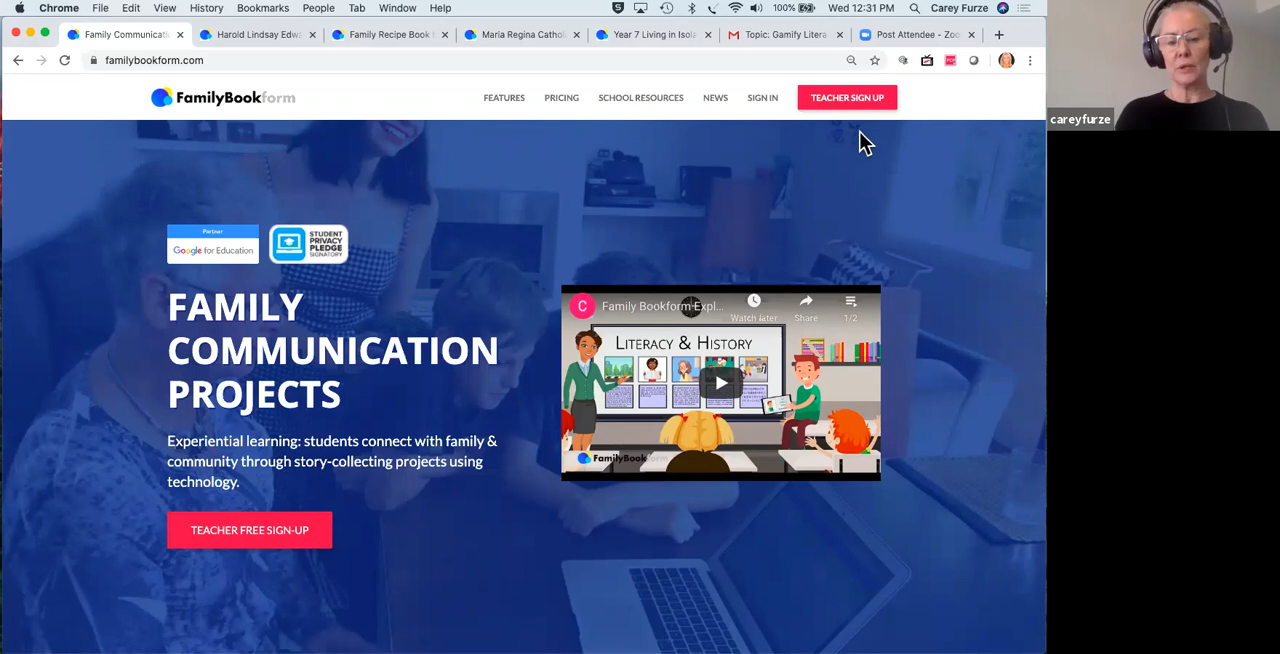 Chrome File Edit View History Bookmarks People Tab Window Help 100% Wed 12:31 PM Carey Furze
Family Communicati Harold Lindsay Edw Family Recipe Book Maria Regina Cathol Year 7 Living in Isola Topic: Gamify Litera Post Attendee - Zoo
familybookform.com
careyfurze
FamilyBookform FEATURES PRICING SCHOOL RESOURCES NEWS SIGN IN TEACHER SIGN UP
Partner
Google for Education
STUDENT
PRIVACY
PLEDGE
SIGNATORY
FAMILY
COMMUNICATION
PROJECTS
Experiential learning: students connect with family &
community through story-collecting projects using
technology.
TEACHER FREE SIGN-UP
C Family Bookform Expl...
Watch later Share 1/2
LITERACY & HISTORY
FamilyBookform